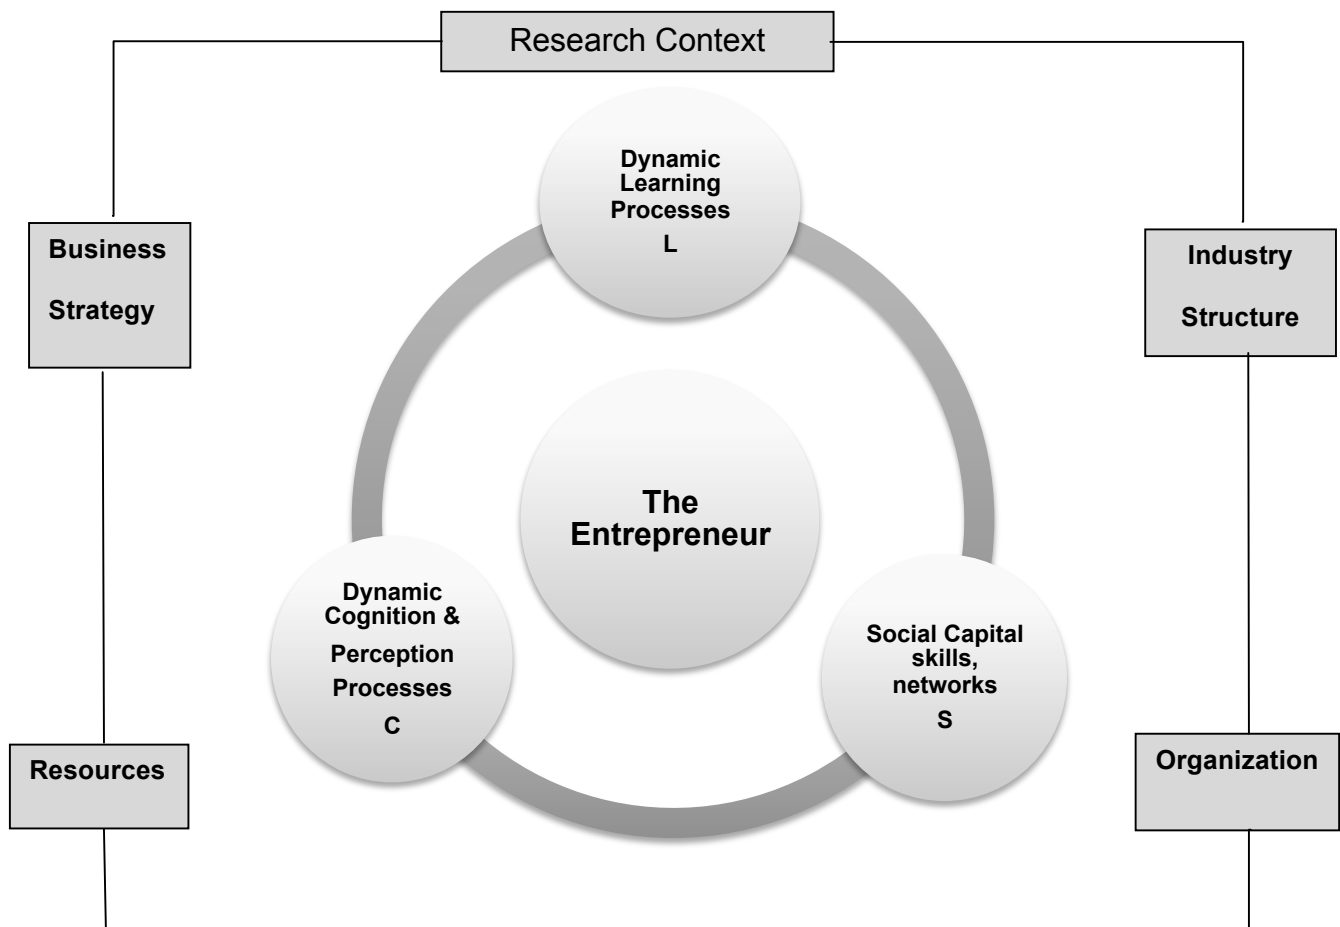 Research Context
Dynamic
Learning
Processes
L
Business
Strategy
Industry
Structure
The
Entrepreneur
Dynamic
Cognition &
Perception
Processes
C
Social Capital
skills,
networks
S
Resources
Organization